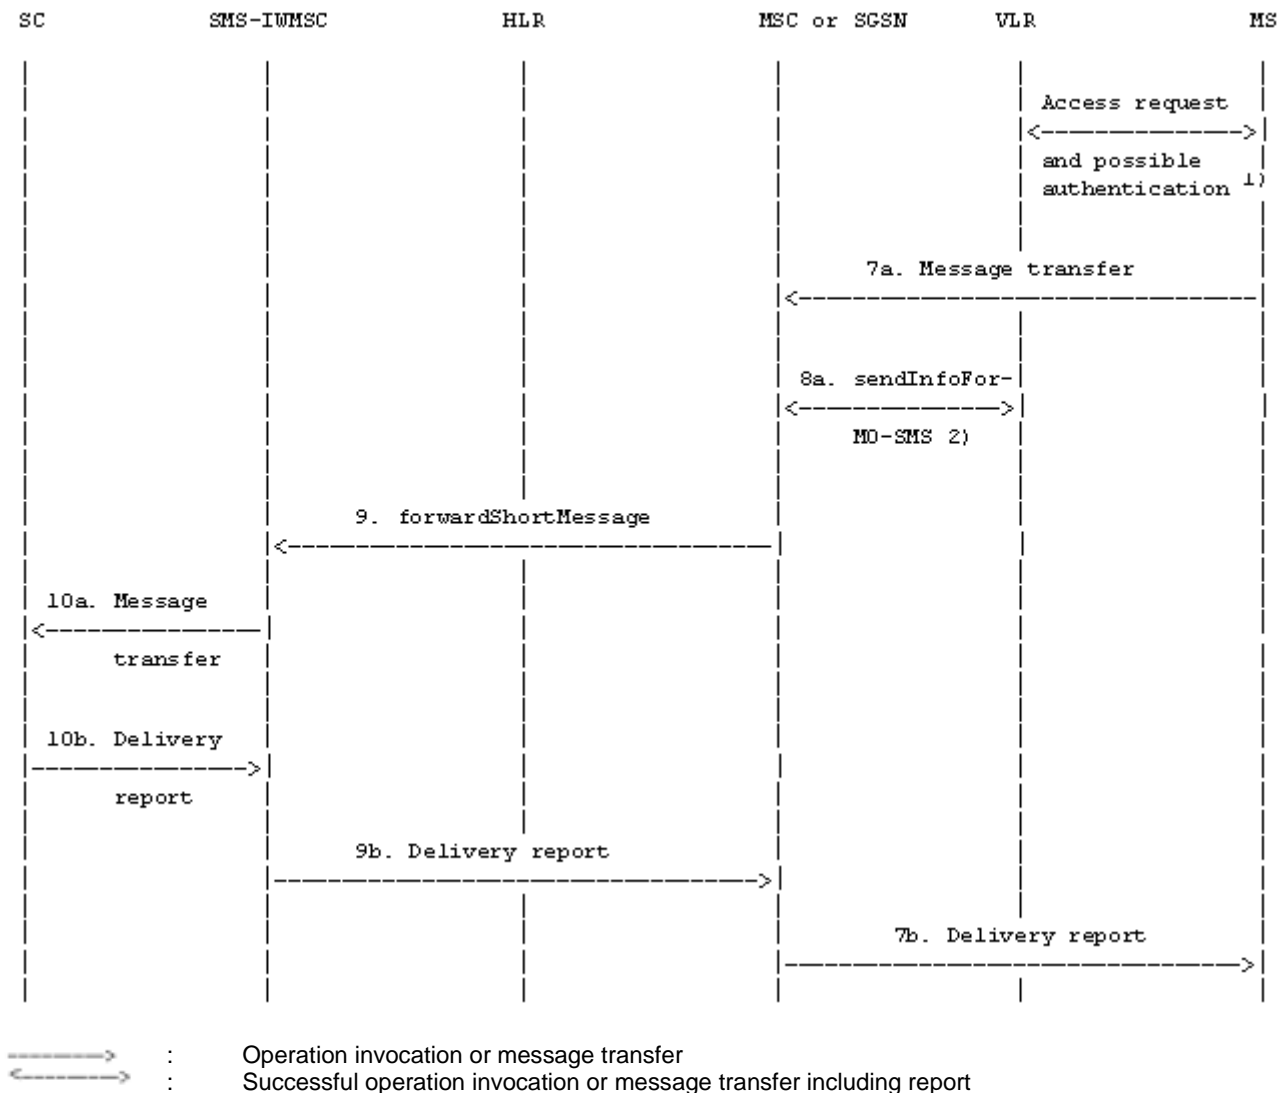 SC SMS-IWMSC HLR MSC or SGSN VLR MS
Access request
and possible
authentication 1)
7a. Message transfer
8a. sendInfoFor-
MO-SMS 2)
9. forwardShortMessage
10a. Message
transfer
10b. Delivery
report
9b. Delivery report
7b. Delivery report
: Operation invocation or message transfer
: Successful operation invocation or message transfer including report